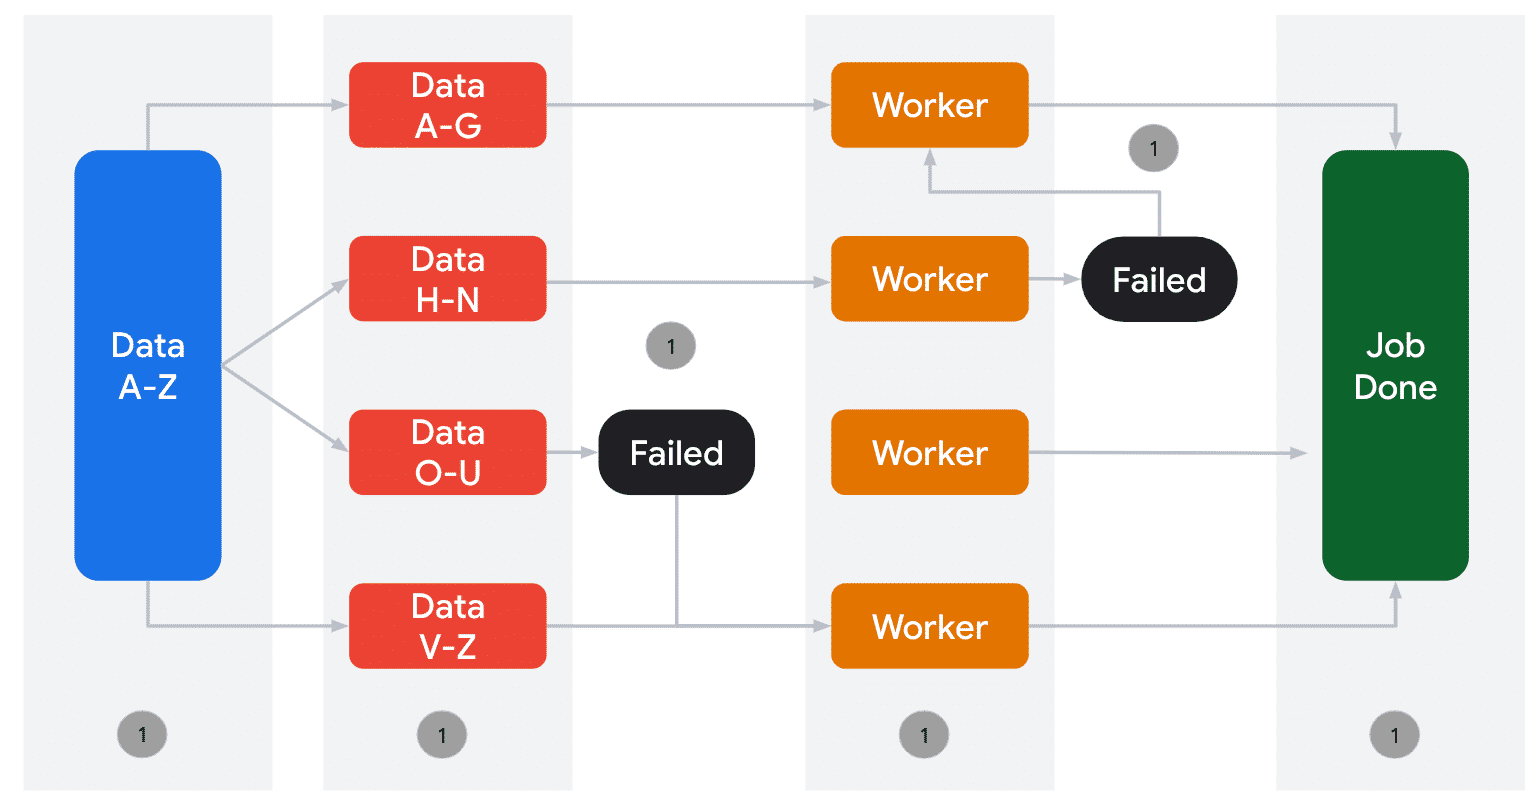 Data
A-Z
Data
A-G
Data
H-N
Data
O-U
Data
V-Z
1
Failed
Worker
Worker
Worker
Worker
1
Failed
Job
Done
1
1
1
1